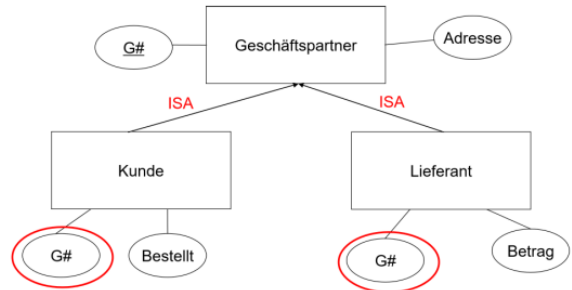 G#
Geschäftspartner
Adresse
ISA
ISA
Kunde
Lieferant
G#
Bestellt
G#
Betrag